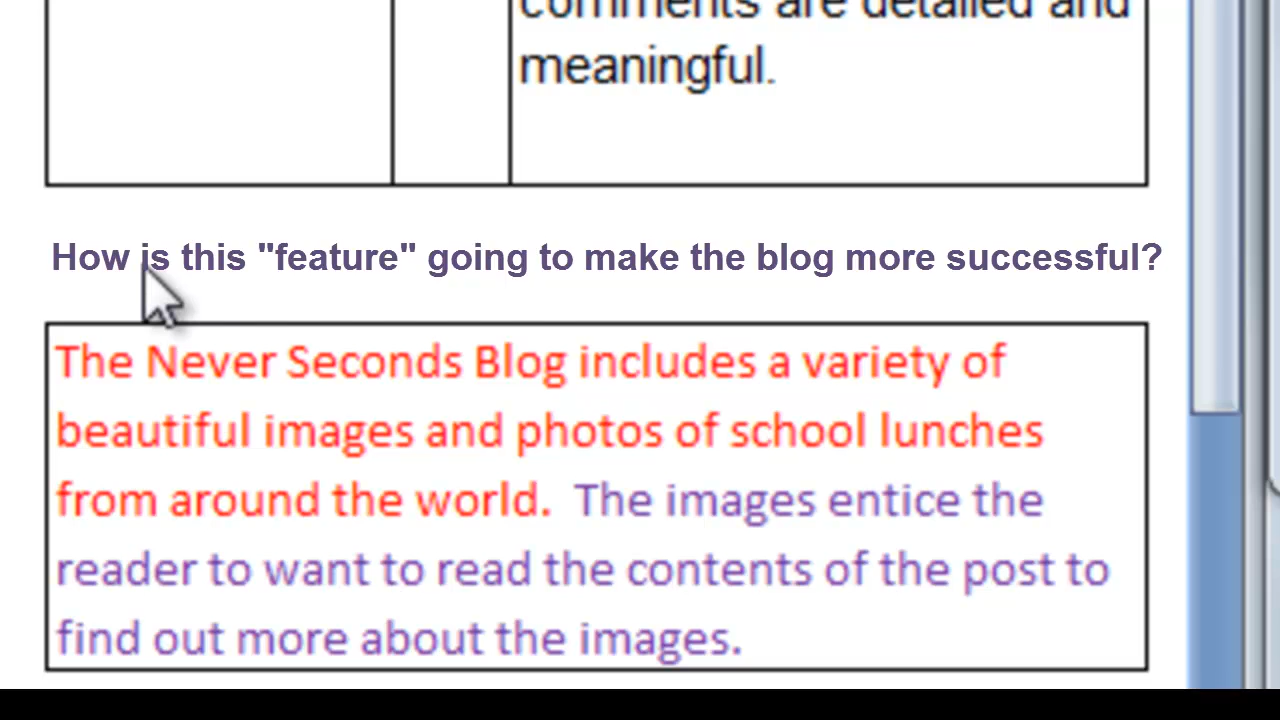 comments are detailed and
meaningful.
How is this "feature" going to make the blog more successful?
The Never Seconds Blog includes a variety of
beautiful images and photos of school lunches
from around the world.  The images entice the
reader to want to read the contents of the post to
find out more about the images.